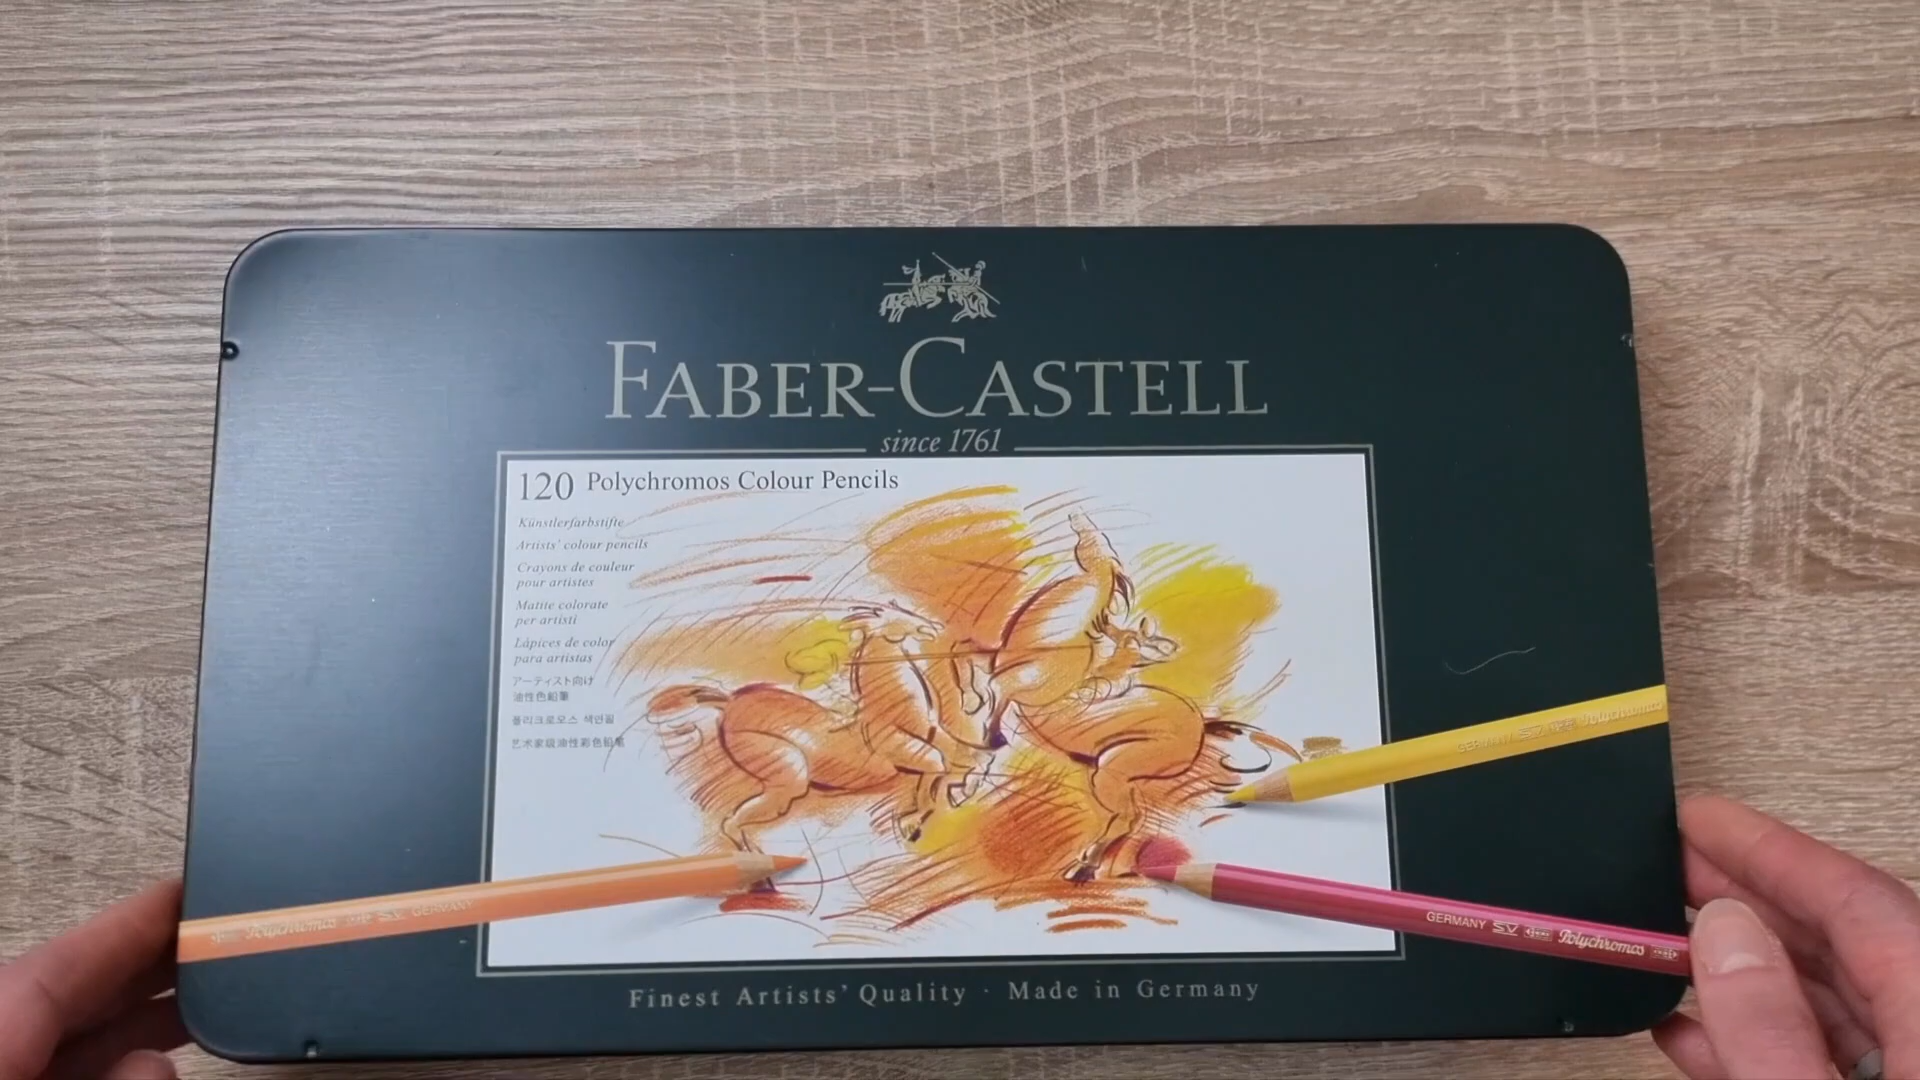 FABER-CASTELL
since 1761
120 Polychromos Colour Pencils
Künstlerfarbstifte
Artists' colour pencils
Crayons de couleur
pour artistes
Matite colorate
per artisti
Lápices de color
para artistas
アーティスト向け
油性色鉛筆
폴리크로모스 색연필
艺术家级油性彩色铅笔
GERMANY SV Polychromos
Polychromos SV GERMANY
GERMANY SV Polychromos
Finest Artists' Quality · Made in Germany